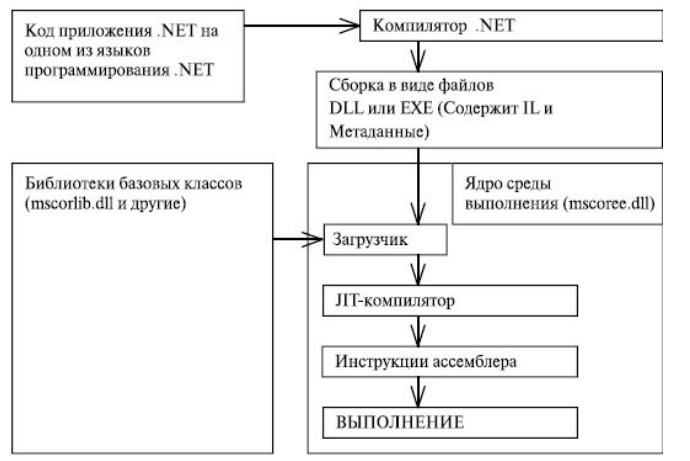 Код приложения .NET на
одном из языков
программирования .NET
Компилятор .NET
Сборка в виде файлов
DLL или EXE (Содержит IL и
Метаданные)
Библиотеки базовых классов
(mscorlib.dll и другие)
Ядро среды
выполнения (mscoree.dll)
Загрузчик
JIT-компилятор
Инструкции ассемблера
ВЫПОЛНЕНИЕ